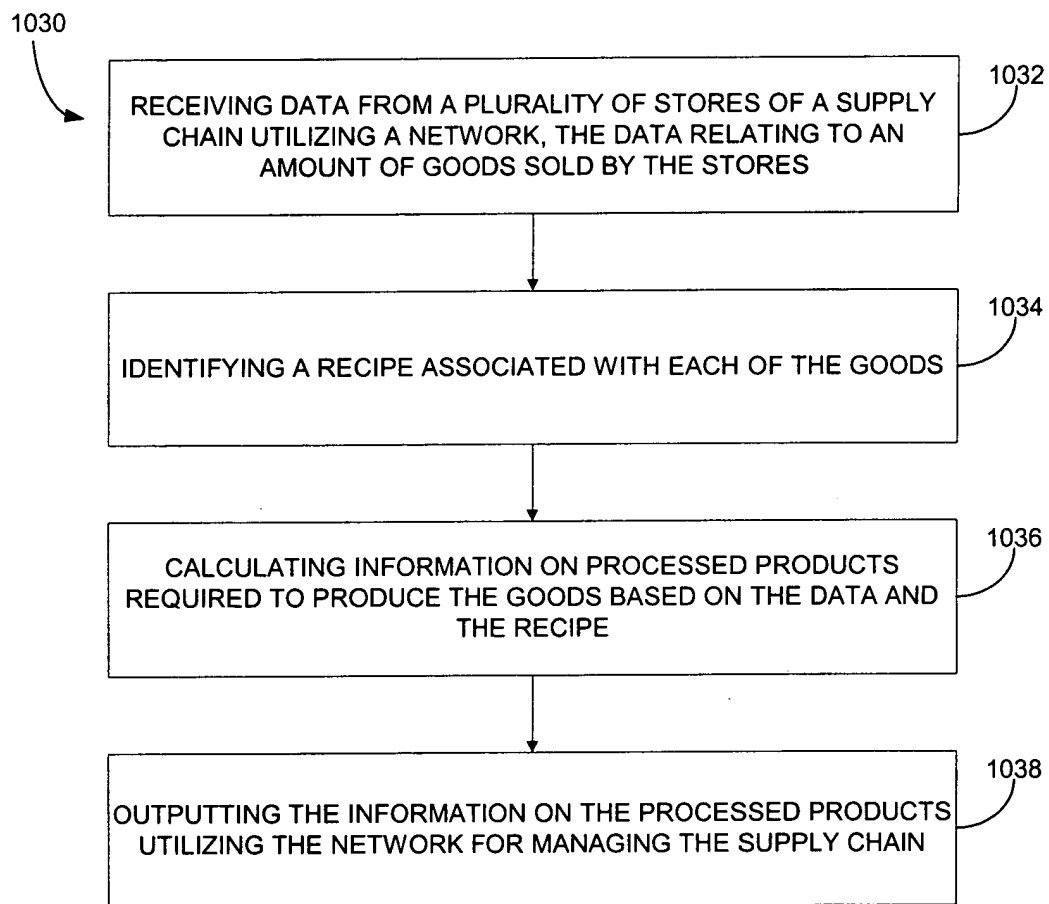 1030
1032
RECEIVING DATA FROM A PLURALITY OF STORES OF A SUPPLY
CHAIN UTILIZING A NETWORK, THE DATA RELATING TO AN
AMOUNT OF GOODS SOLD BY THE STORES
1034
IDENTIFYING A RECIPE ASSOCIATED WITH EACH OF THE GOODS
1036
CALCULATING INFORMATION ON PROCESSED PRODUCTS
REQUIRED TO PRODUCE THE GOODS BASED ON THE DATA AND
THE RECIPE
1038
OUTPUTTING THE INFORMATION ON THE PROCESSED PRODUCTS
UTILIZING THE NETWORK FOR MANAGING THE SUPPLY CHAIN